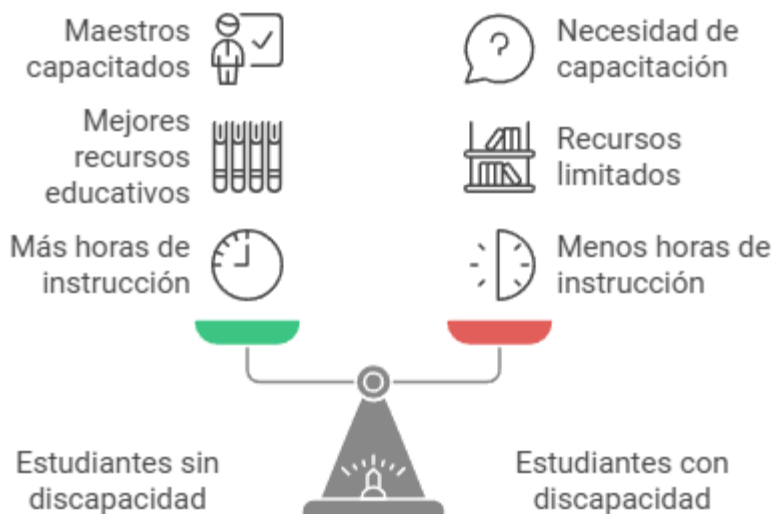 Maestros
capacitados
Necesidad de
capacitación
Mejores
recursos
educativos
Recursos
limitados
Más horas de
instrucción
Menos horas de
instrucción
Estudiantes sin
discapacidad
Estudiantes con
discapacidad